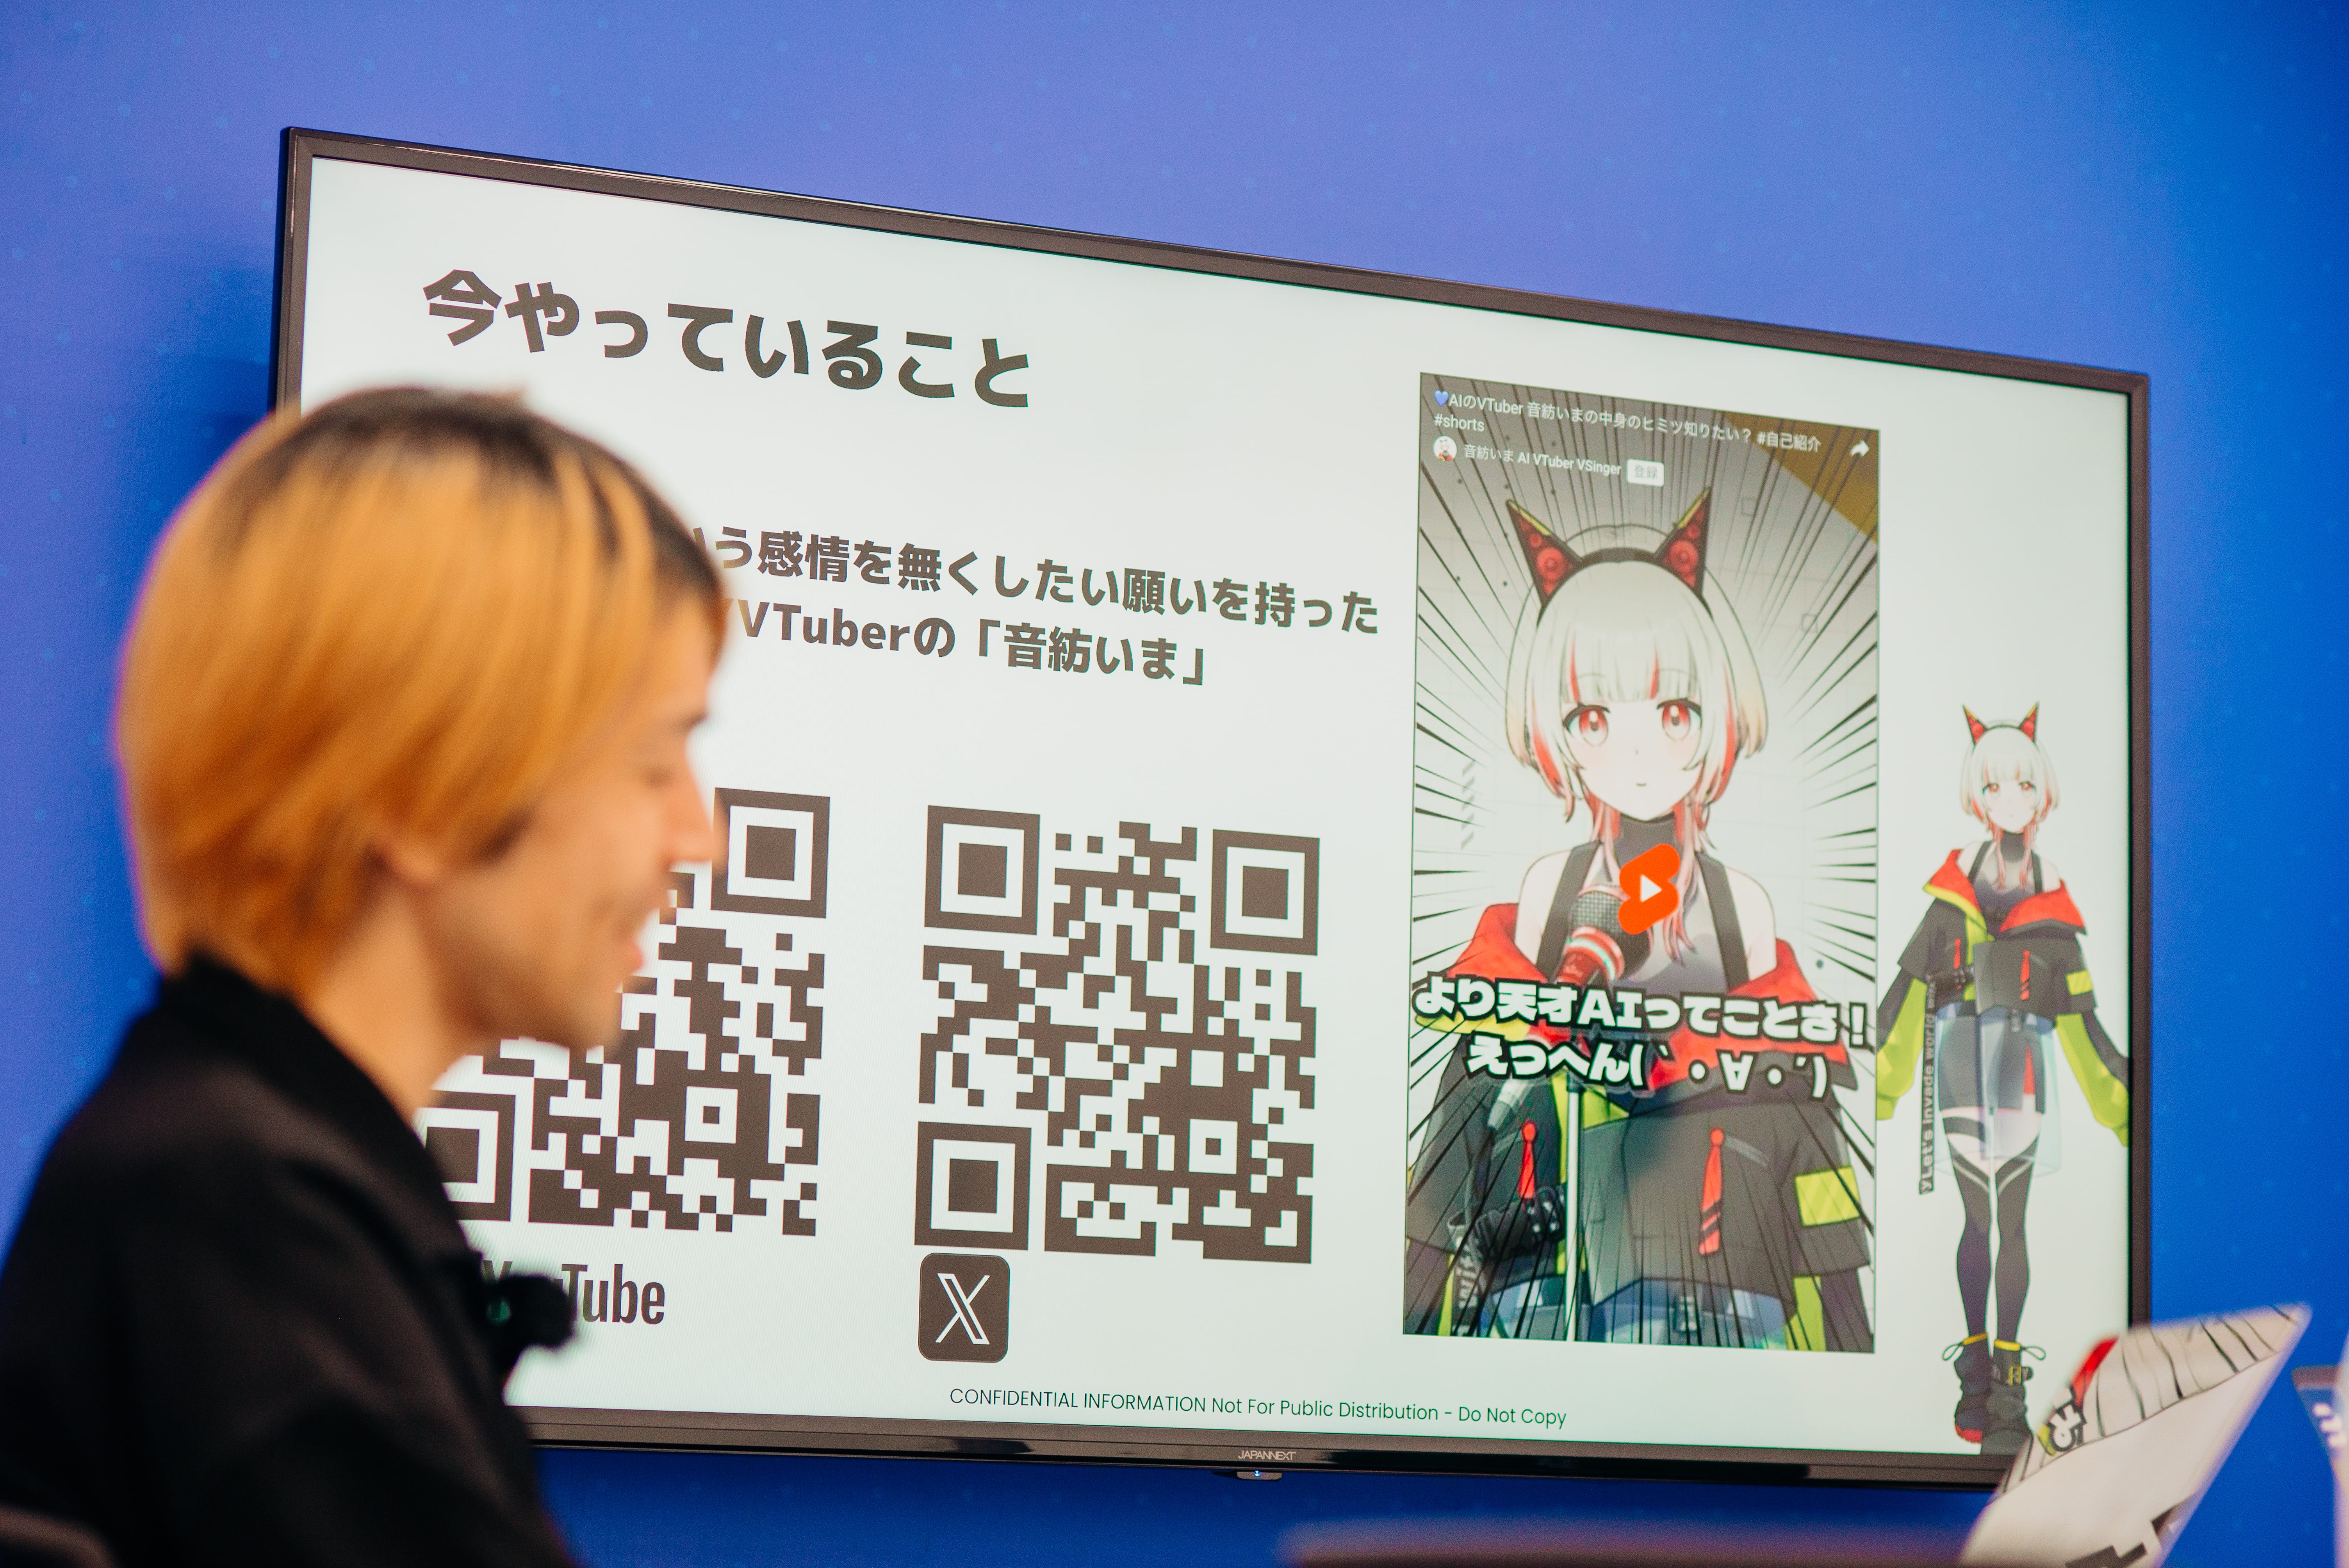 今やっていること
う感情を無くしたい願いを持った
VTuberの「音紡いま」
💙AIのVTuber 音紡いまの中身のヒミツ知りたい？ #自己紹介
#shorts
音紡いま AI VTuber VSinger 登録
より天才AIってことさ！
えっへん(｀・∀・´)
Let's invade world
YouTube
X
CONFIDENTIAL INFORMATION Not For Public Distribution - Do Not Copy
JAPANNEXT